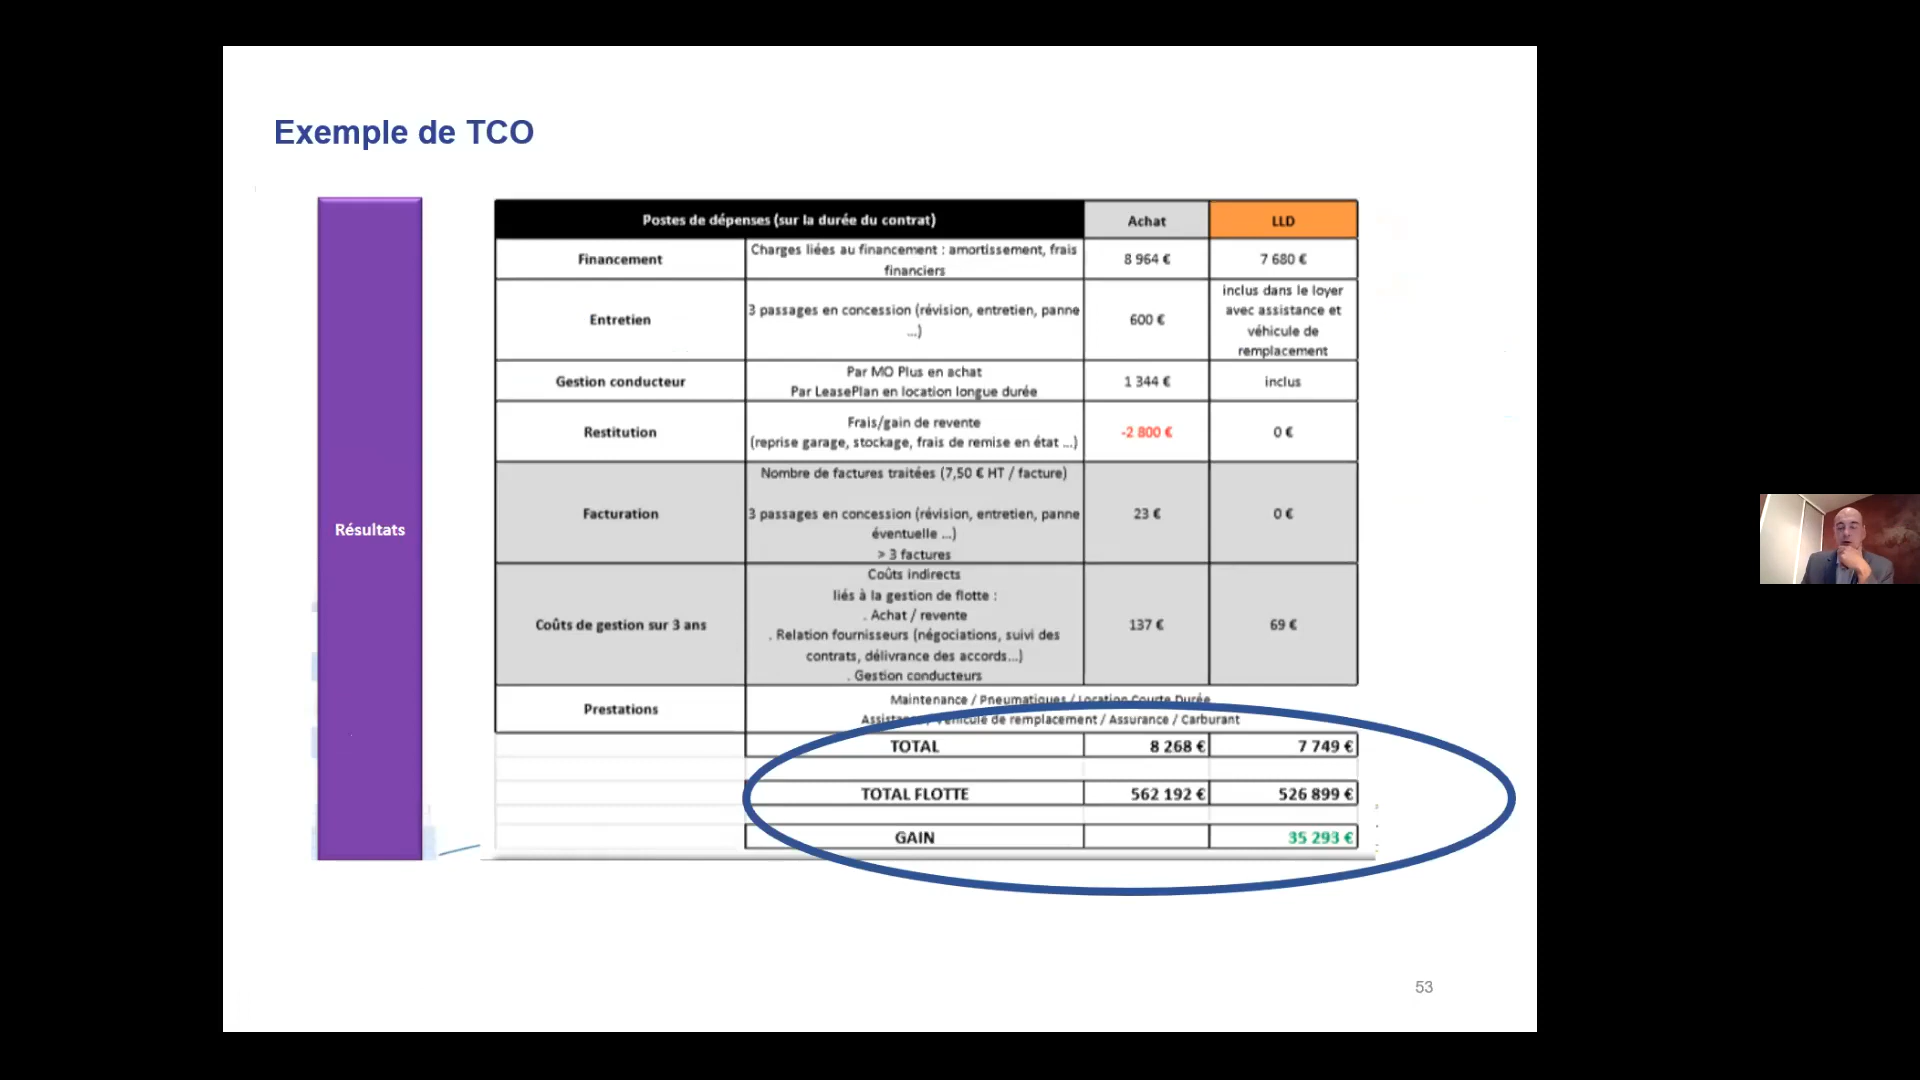 Exemple de TCO
Résultats
Postes de dépenses (sur la durée du contrat)
Achat
LLD
Financement
Charges liées au financement : amortissement, frais
financiers
8 964 €
7 680 €
Entretien
3 passages en concession (révision, entretien, panne
...)
600 €
inclus dans le loyer
avec assistance et
véhicule de
remplacement
Gestion conducteur
Par MO Plus en achat
Par LeasePlan en location longue durée
1 344 €
inclus
Restitution
Frais/gain de revente
(reprise garage, stockage, frais de remise en état ...)
-2 800 €
0 €
Facturation
Nombre de factures traitées (7,50 € HT / facture)
3 passages en concession (révision, entretien, panne
éventuelle ...)
> 3 factures
23 €
0 €
Coûts de gestion sur 3 ans
Coûts indirects
liés à la gestion de flotte :
. Achat / revente
. Relation fournisseurs (négociations, suivi des
contrats, délivrance des accords...)
. Gestion conducteurs
137 €
69 €
Prestations
Maintenance / Pneumatiques / Location Courte Durée
Assistance / Véhicule de remplacement / Assurance / Carburant
TOTAL
8 268 €
7 749 €
TOTAL FLOTTE
562 192 €
526 899 €
GAIN
35 293 €
53